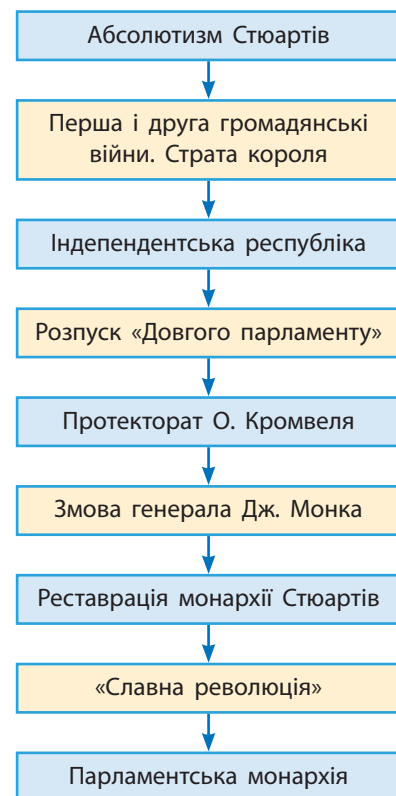 Абсолютизм Стюартів
Перша і друга громадянські
війни. Страта короля
Індепендентська республіка
Розпуск «Довгого парламенту»
Протекторат О. Кромвеля
Змова генерала Дж. Монка
Реставрація монархії Стюартів
«Славна революція»
Парламентська монархія